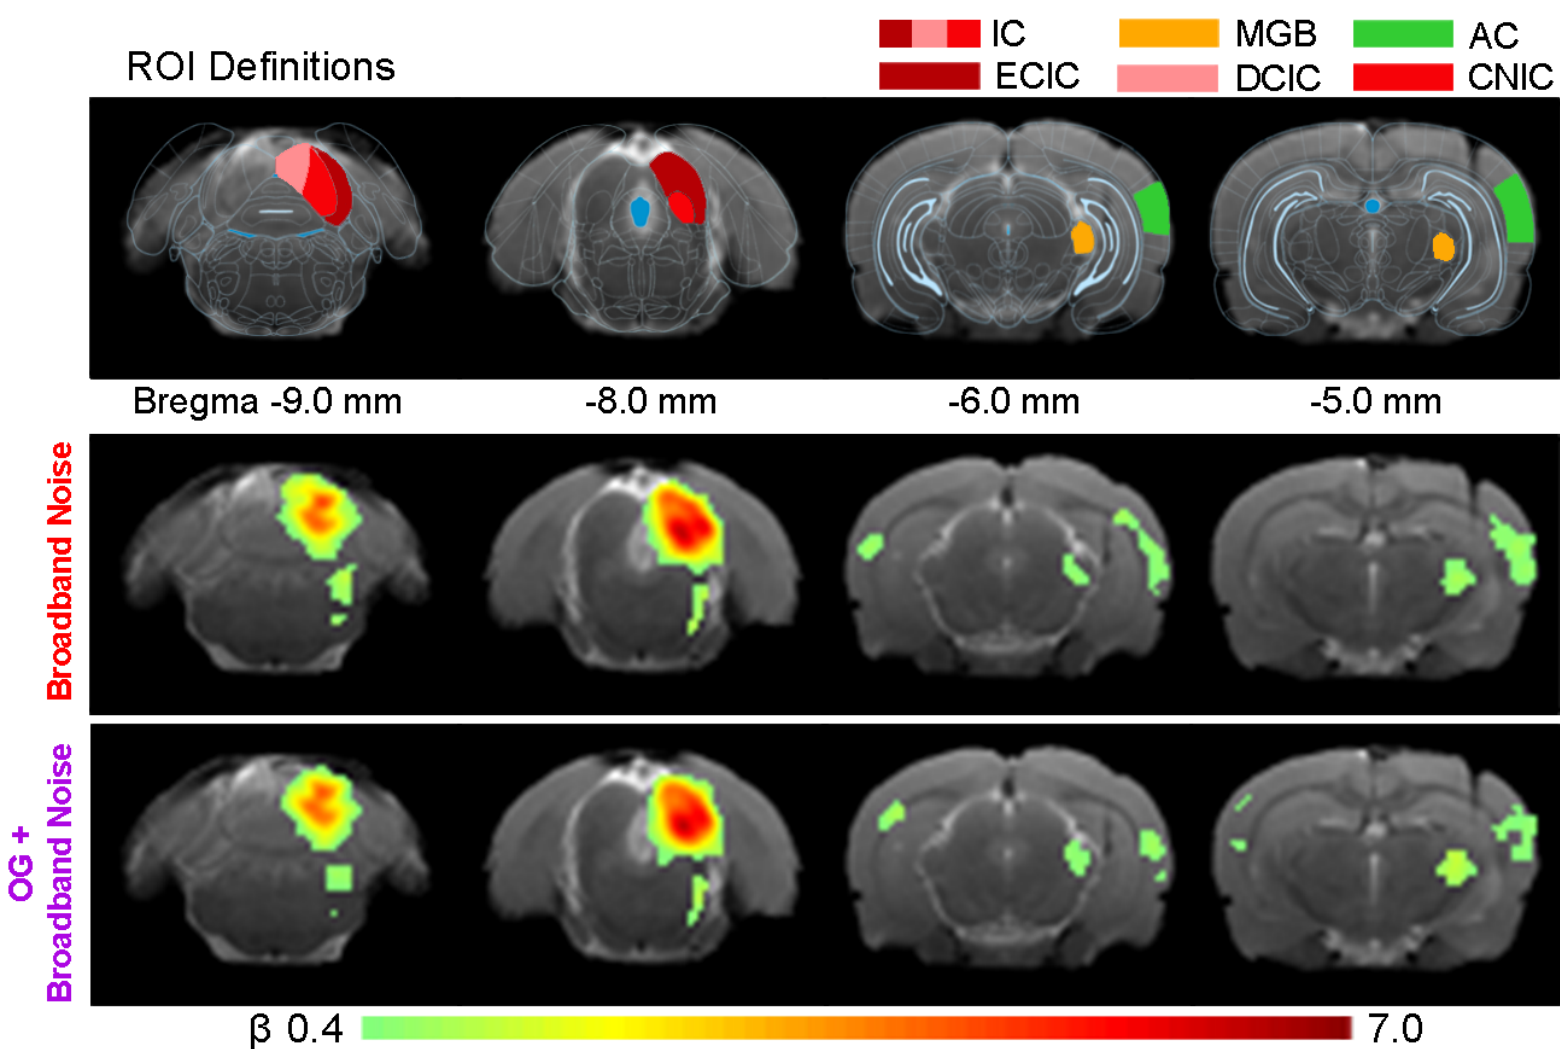 ROI Definitions
IC MGB AC
ECIC DCIC CNIC
Bregma -9.0 mm -8.0 mm -6.0 mm -5.0 mm
Broadband Noise
OG +
Broadband Noise
β 0.4 7.0